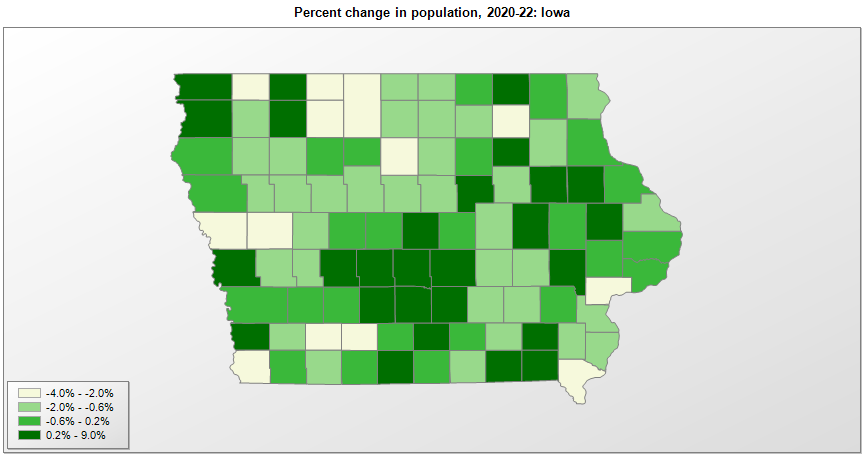 Percent change in population, 2020-22: Iowa
-4.0% - -2.0%
-2.0% - -0.6%
-0.6% - 0.2%
0.2% - 9.0%